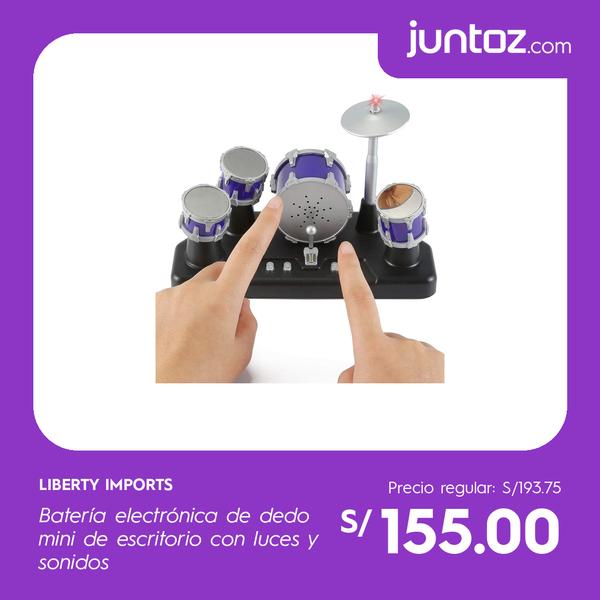 juntoz.com
LIBERTY IMPORTS
Batería electrónica de dedo
mini de escritorio con luces y
sonidos
Precio regular: S/193.75
S/155.00